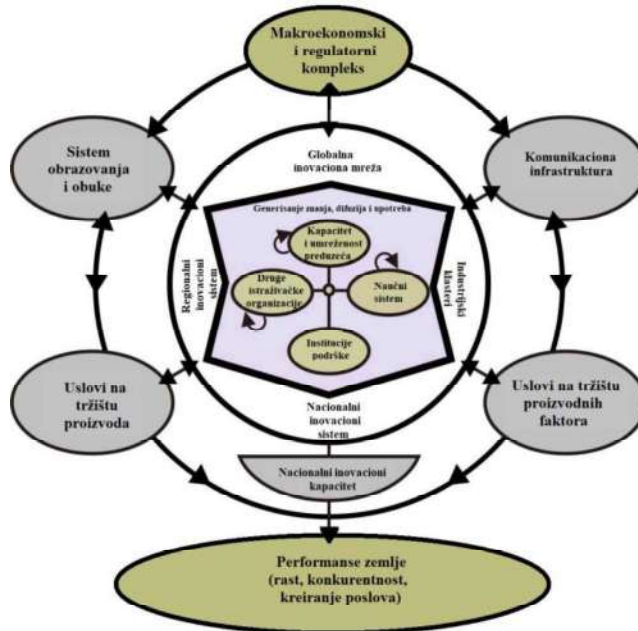 Makroekonomski
i regulatorni
kompleks
Sistem
obrazovanja
i obuke
Komunikaciona
infrastruktura
Globalna
inovaciona mreža
Generisanje znanja, difuzija i upotreba
Kapacitet
i umreženost
preduzeća
Regionalni
inovacioni
sistem
Druge
istraživačke
organizacije
Naučni
sistem
Industrijski
klasteri
Institucije
podrške
Uslovi na
tržištu
proizvoda
Uslovi na tržištu
proizvodnih
faktora
Nacionalni
inovacioni
sistem
Nacionalni inovacioni
kapacitet
Performanse zemlje
(rast, konkurentnost,
kreiranje poslova)